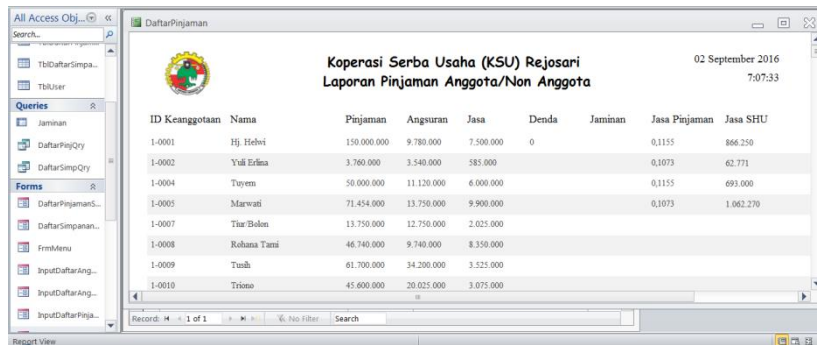 All Access Obj...
Search...
TblDaftarSimpa...
TblUser
Queries
Jaminan
DaftarPinjQry
DaftarSimpQry
Forms
DaftarPinjamanS...
DaftarSimpanan...
FrmMenu
InputDaftarAng...
InputDaftarAng...
InputDaftarPinja...
DaftarPinjaman
Koperasi Serba Usaha (KSU) Rejosari
Laporan Pinjaman Anggota/Non Anggota
02 September 2016
7:07:33
ID Keanggotaan Nama Pinjaman Angsuran Jasa Denda Jaminan Jasa Pinjaman Jasa SHU
1-0001 Hj. Helwi 150.000.000 9.780.000 7.500.000 0 0,1155 866.250
1-0002 Yuli Erlina 3.760.000 3.540.000 585.000 0,1073 62.771
1-0004 Tuyem 50.000.000 11.120.000 6.000.000 0,1155 693.000
1-0005 Marwati 71.454.000 13.750.000 9.900.000 0,1073 1.062.270
1-0007 Tiur/Bolon 13.750.000 12.750.000 2.025.000
1-0008 Rohana Tami 46.740.000 9.740.000 8.350.000
1-0009 Tusih 61.700.000 34.200.000 3.525.000
1-0010 Triono 45.600.000 20.025.000 3.075.000
Record: 1 of 1 No Filter Search
Report View